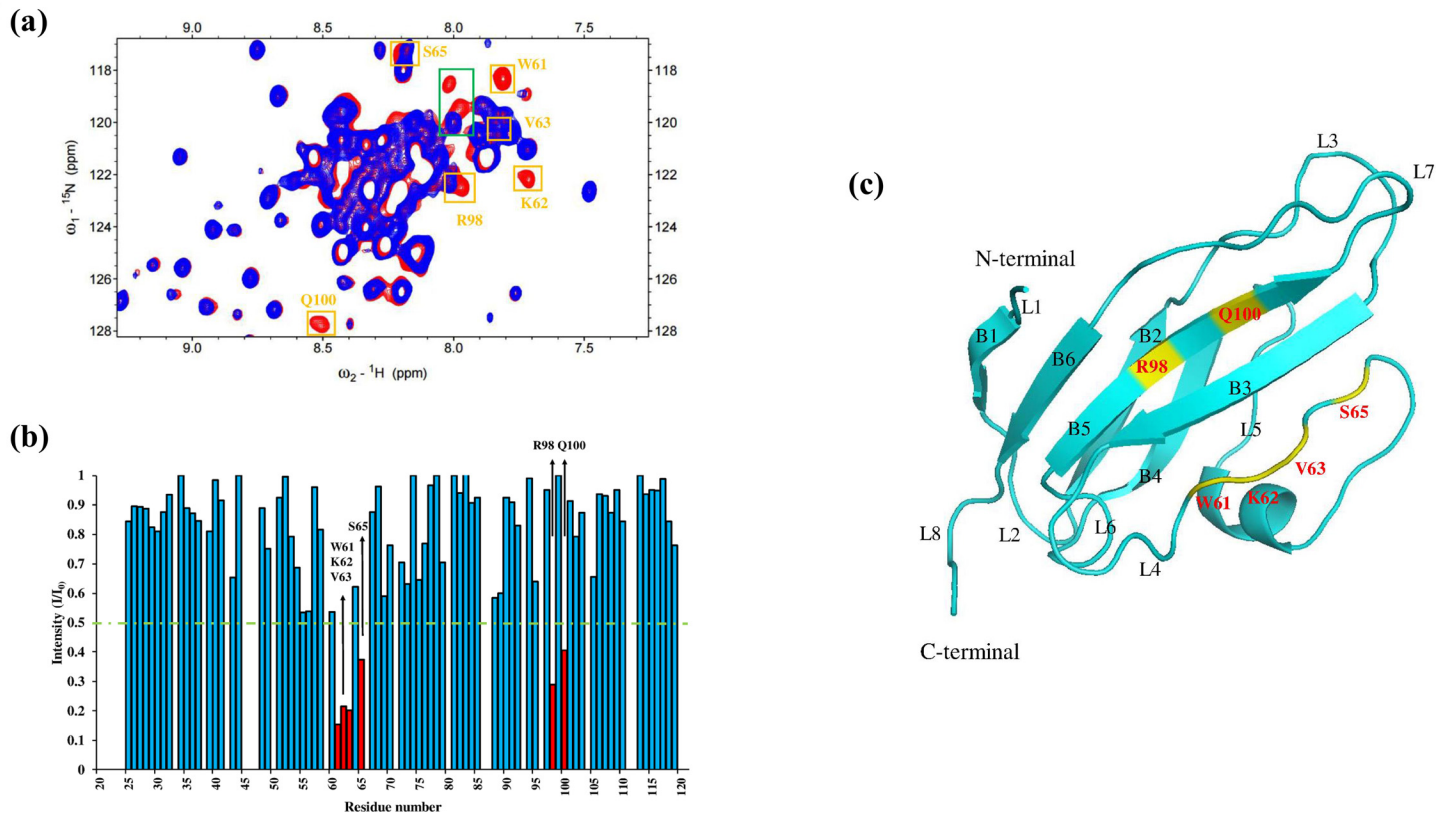 (a)
9.0 8.5 8.0 7.5
118 118
120 120
122 122
124 124
126 126
128 128
S65
W61
V63
K62
R98
Q100
9.0 8.5 8.0 7.5
ω1 - 15N (ppm)
ω2 - 1H (ppm)
(b)
R98 Q100
S65
W61
K62
V63
1
0.9
0.8
0.7
0.6
0.5
0.4
0.3
0.2
0.1
0
Intensity (I/I0)
20 25 30 35 40 45 50 55 60 65 70 75 80 85 90 95 100 105 110 115 120
Residue number
(c)
L3
L7
N-terminal
L1
Q100
B1
B2
B6
R98
B3
S65
B5
L5
V63
B4
W61 K62
L8
L2
L6
L4
C-terminal